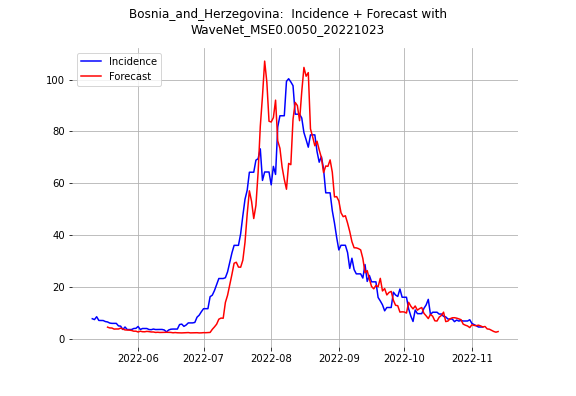 Bosnia_and_Herzegovina:  Incidence + Forecast with
WaveNet_MSE0.0050_20221023
Incidence
Forecast
100
80
60
40
20
0
2022-06 2022-07 2022-08 2022-09 2022-10 2022-11